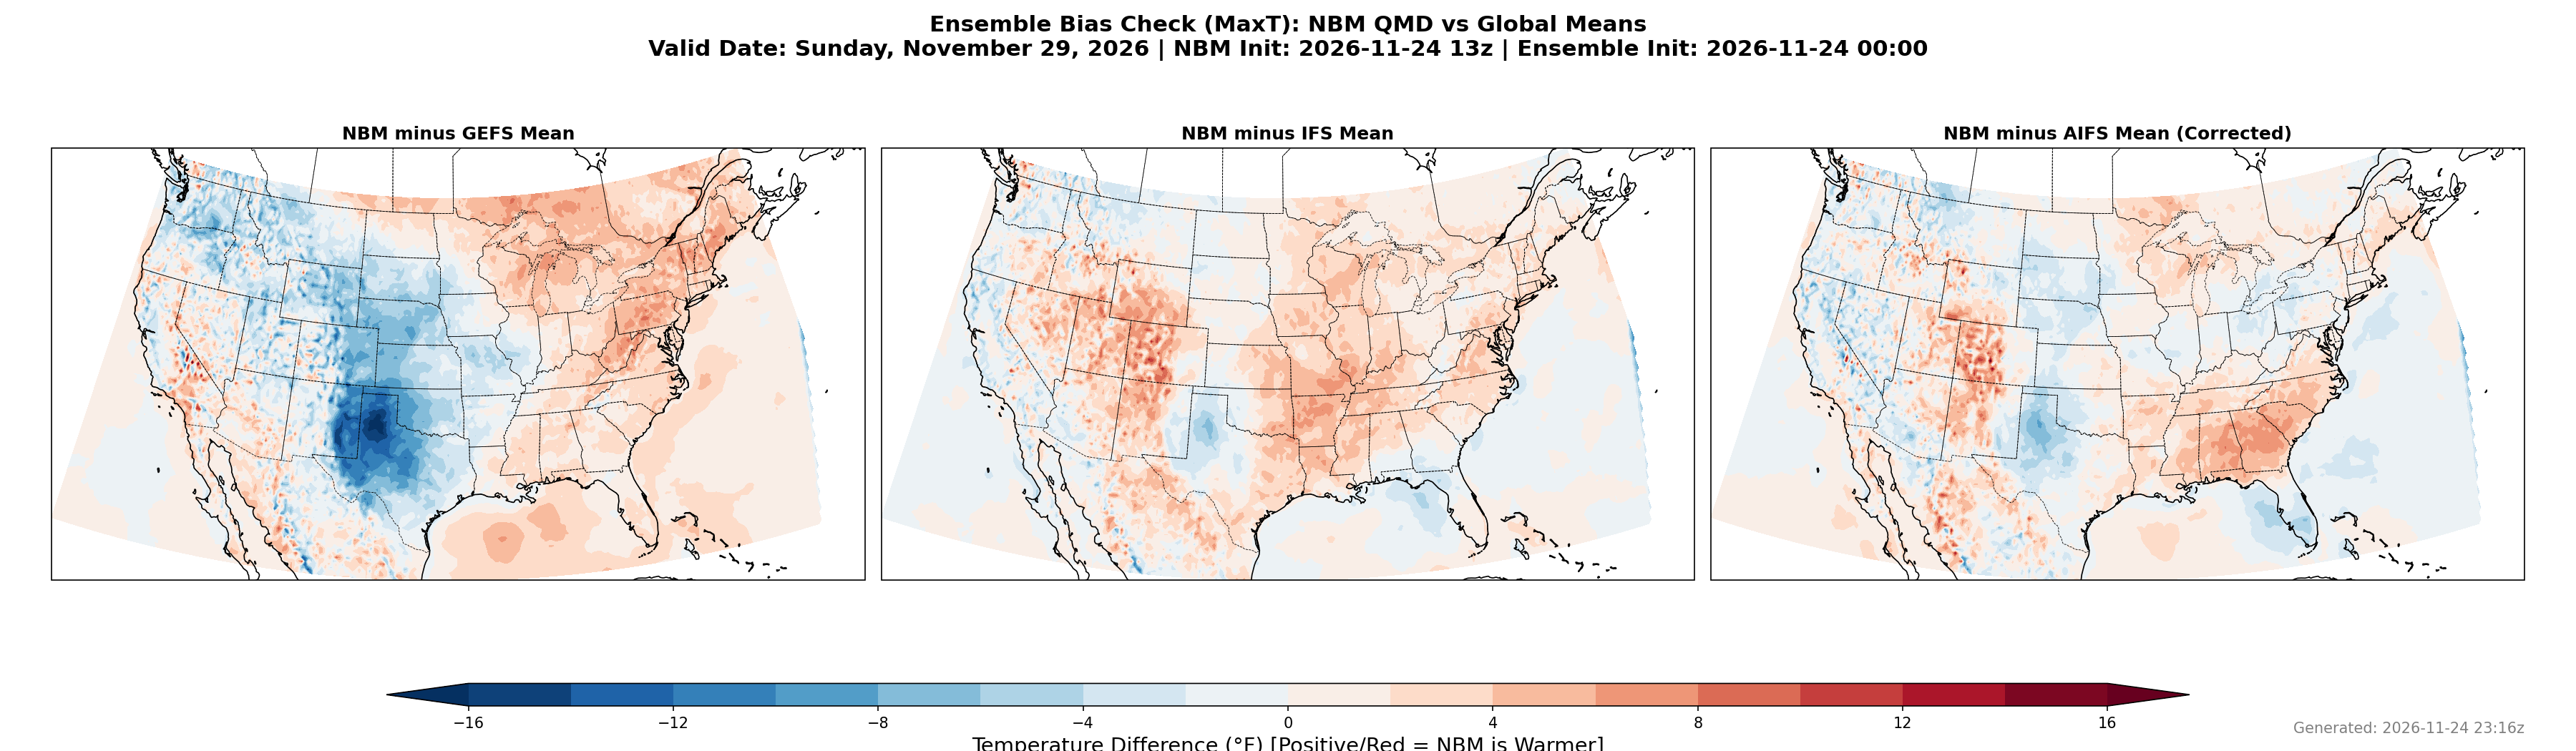 Ensemble Bias Check (MaxT): NBM QMD vs Global Means
Valid Date: Sunday, November 29, 2026 | NBM Init: 2026-11-24 13z | Ensemble Init: 2026-11-24 00:00
NBM minus GEFS Mean
NBM minus IFS Mean
NBM minus AIFS Mean (Corrected)
−16 −12 −8 −4 0 4 8 12 16
Generated: 2026-11-24 23:16z
Temperature Difference (°F) [Positive/Red = NBM is Warmer]